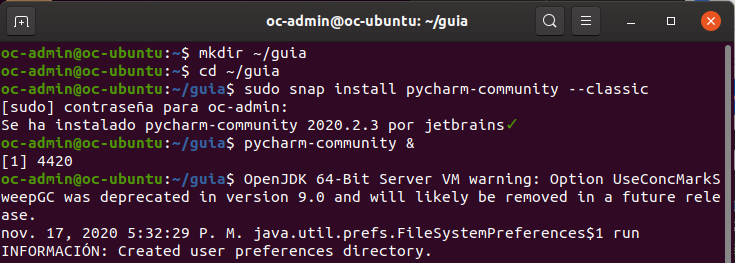 oc-admin@oc-ubuntu: ~/guia
oc-admin@oc-ubuntu:~$ mkdir ~/guia
oc-admin@oc-ubuntu:~$ cd ~/guia
oc-admin@oc-ubuntu:~/guia$ sudo snap install pycharm-community --classic
[sudo] contraseña para oc-admin:
Se ha instalado pycharm-community 2020.2.3 por jetbrains✓
oc-admin@oc-ubuntu:~/guia$ pycharm-community &
[1] 4420
oc-admin@oc-ubuntu:~/guia$ OpenJDK 64-Bit Server VM warning: Option UseConcMarkS
weepGC was deprecated in version 9.0 and will likely be removed in a future rele
ase.
nov. 17, 2020 5:32:29 P. M. java.util.prefs.FileSystemPreferences$1 run
INFORMACIÓN: Created user preferences directory.